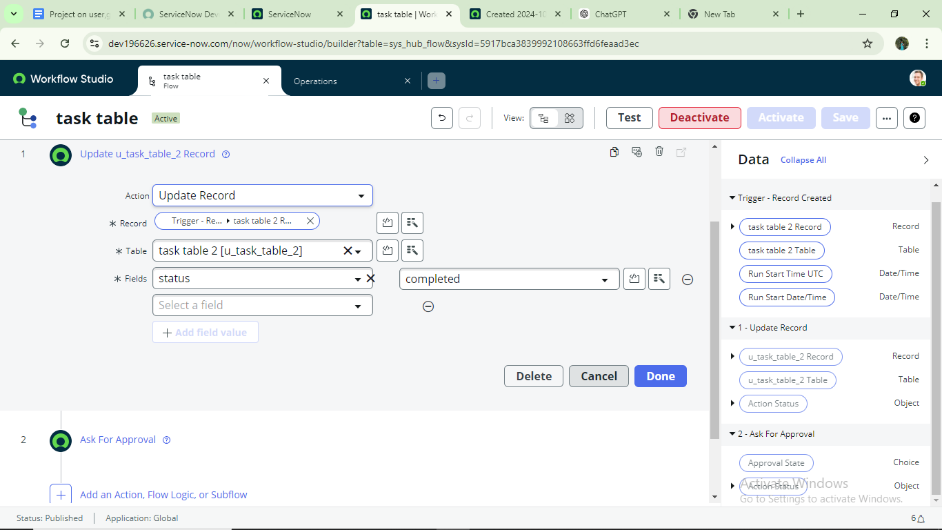 Project on user g
ServiceNow Dev
ServiceNow
task table | Work
Created 2024-10
ChatGPT
New Tab
dev196626.service-now.com/now/workflow-studio/builder?table=sys_hub_flow&sysId=5917bca3839992108663ffd6feaad3ec
Workflow Studio
task table
Flow
Operations
task table Active
View:
Test
Deactivate
Activate
Save
1
Update u_task_table_2 Record
Action
Update Record
* Record
Trigger - Re... ▸ task table 2 R...
* Table
task table 2 [u_task_table_2]
* Fields
status
completed
Select a field
+ Add field value
Delete
Cancel
Done
2
Ask For Approval
+ Add an Action, Flow Logic, or Subflow
Data Collapse All
Trigger - Record Created
task table 2 Record Record
task table 2 Table Table
Run Start Time UTC Date/Time
Run Start Date/Time Date/Time
1 - Update Record
u_task_table_2 Record Record
u_task_table_2 Table Table
Action Status Object
2 - Ask For Approval
Approval State Choice
Action Status Object
Activate Windows
Go to Settings to activate Windows.
Status: Published
Application: Global
6